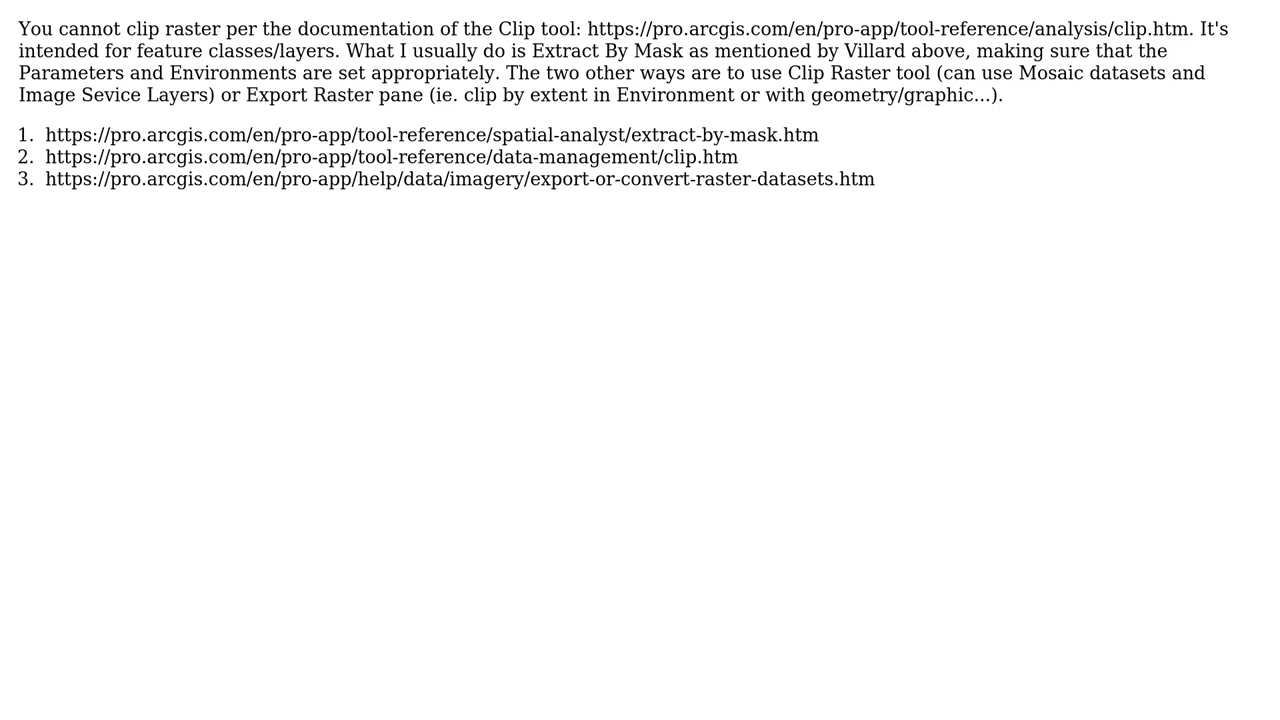 You cannot clip raster per the documentation of the Clip tool: https://pro.arcgis.com/en/pro-app/tool-reference/analysis/clip.htm. It's
intended for feature classes/layers. What I usually do is Extract By Mask as mentioned by Villard above, making sure that the
Parameters and Environments are set appropriately. The two other ways are to use Clip Raster tool (can use Mosaic datasets and
Image Sevice Layers) or Export Raster pane (ie. clip by extent in Environment or with geometry/graphic...).
1. https://pro.arcgis.com/en/pro-app/tool-reference/spatial-analyst/extract-by-mask.htm
2. https://pro.arcgis.com/en/pro-app/tool-reference/data-management/clip.htm
3. https://pro.arcgis.com/en/pro-app/help/data/imagery/export-or-convert-raster-datasets.htm